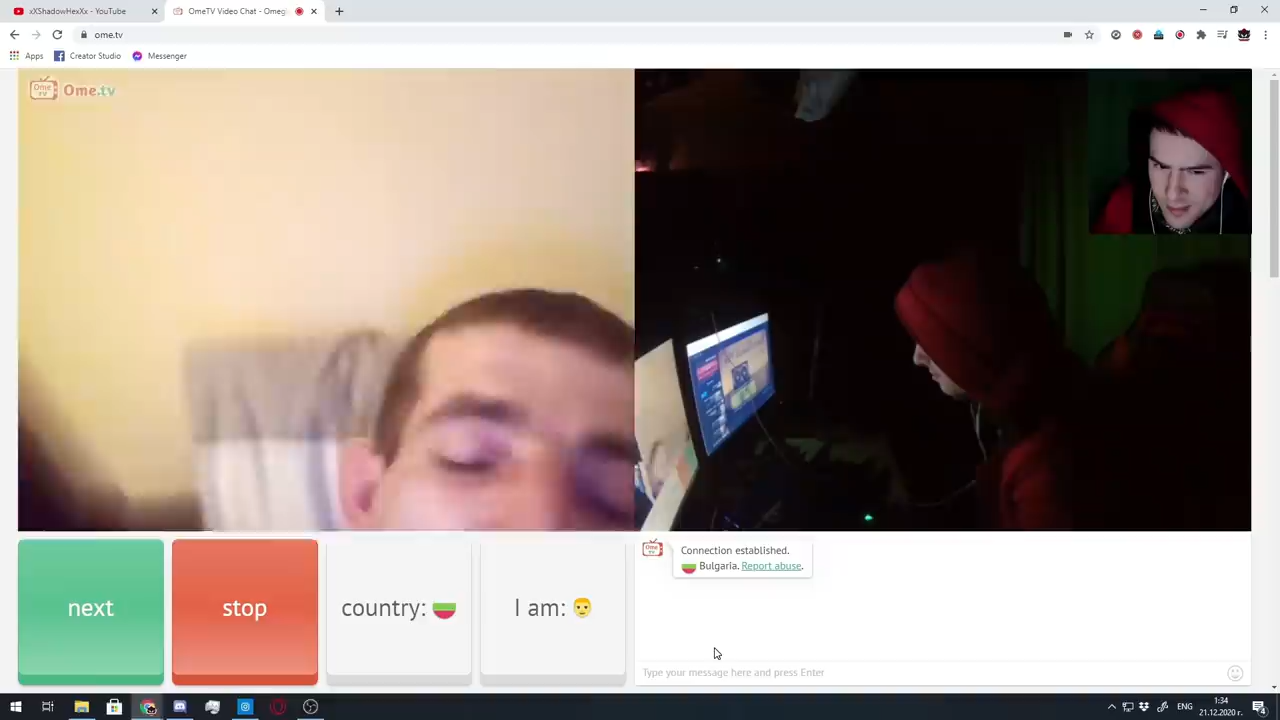 xXShadowHexXx - YouTube
OmeTV Video Chat - Omeg
ome.tv
Apps
Creator Studio
Messenger
Ome.tv
Connection established.
Bulgaria. Report abuse.
next
stop
country:
I am:
Type your message here and press Enter
ENG
1:34
21.12.2020 г.
4